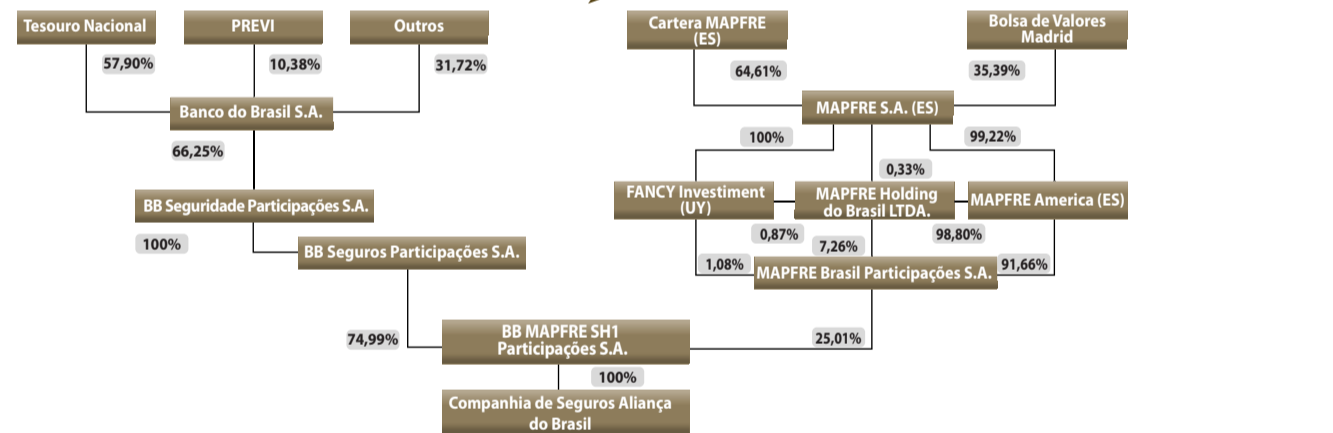 Tesouro Nacional
PREVI
Outros
Cartera MAPFRE
(ES)
Bolsa de Valores
Madrid
57,90%
10,38%
31,72%
64,61%
35,39%
Banco do Brasil S.A.
MAPFRE S.A. (ES)
66,25%
100%
99,22%
0,33%
BB Seguridade Participações S.A.
FANCY Investiment
(UY)
MAPFRE Holding
do Brasil LTDA.
MAPFRE America (ES)
100%
0,87%
7,26%
98,80%
BB Seguros Participações S.A.
1,08%
MAPFRE Brasil Participações S.A.
91,66%
74,99%
BB MAPFRE SH1
Participações S.A.
25,01%
100%
Companhia de Seguros Aliança
do Brasil